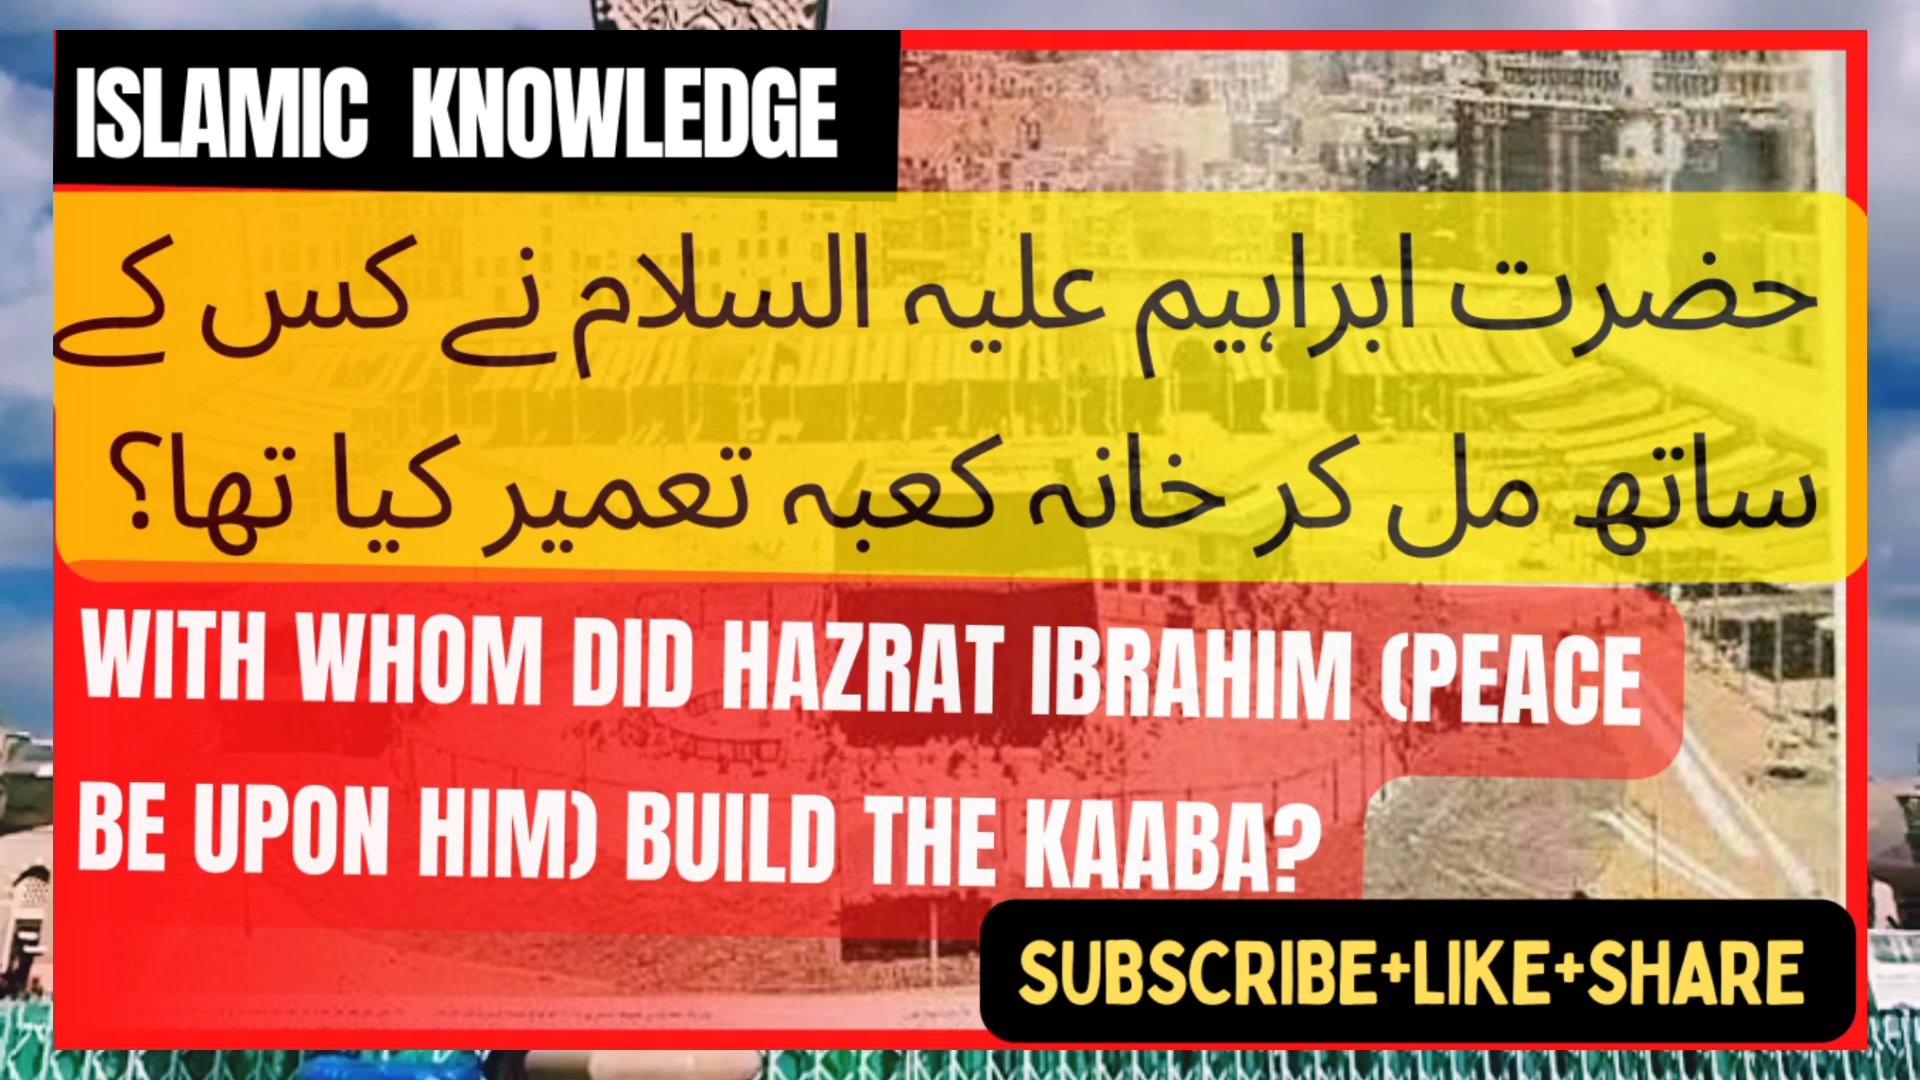 ISLAMIC KNOWLEDGE
حضرت ابراہیم علیہ السلام نے کس کے
ساتھ مل کر خانہ کعبہ تعمیر کیا تھا؟
WITH WHOM DID HAZRAT IBRAHIM (PEACE
BE UPON HIM) BUILD THE KAABA?
SUBSCRIBE+LIKE+SHARE